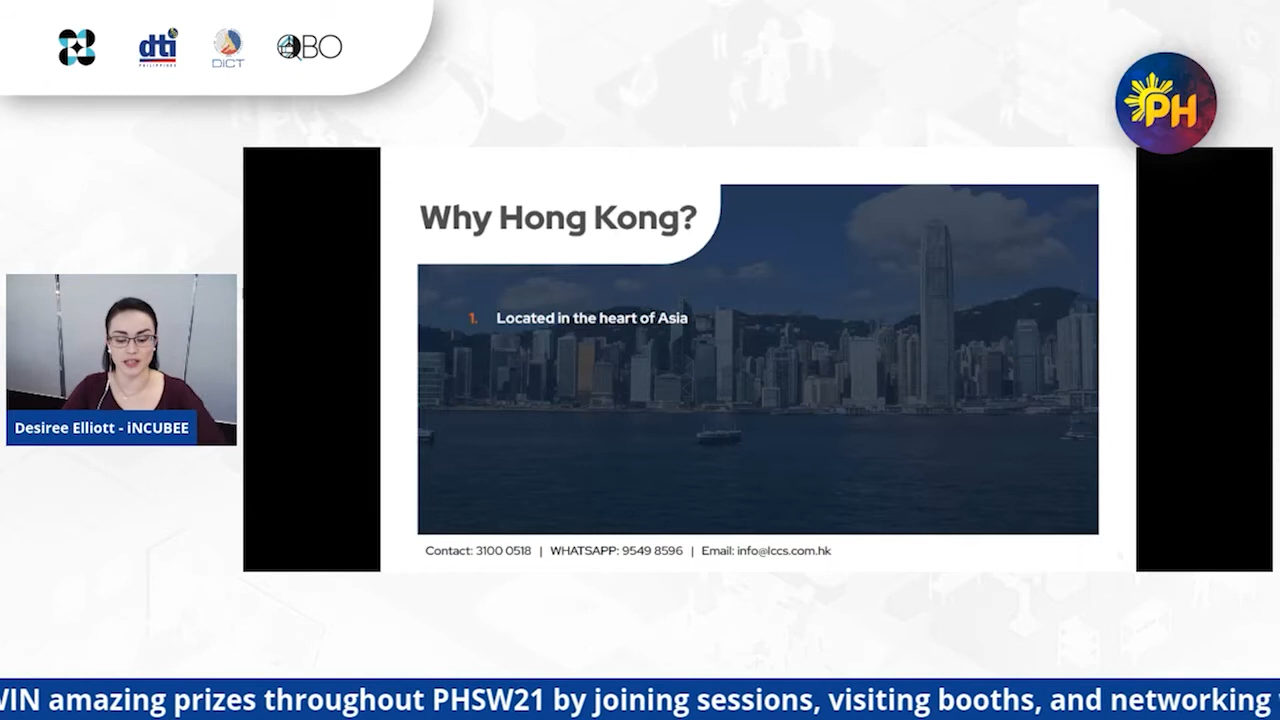 dti
PHILIPPINES
DICT
QBO
PH
Why Hong Kong?
1. Located in the heart of Asia
Desiree Elliott - iNCUBEE
Contact: 3100 0518 | WHATSAPP: 9549 8596 | Email: info@lccs.com.hk
WIN amazing prizes throughout PHSW21 by joining sessions, visiting booths, and networking